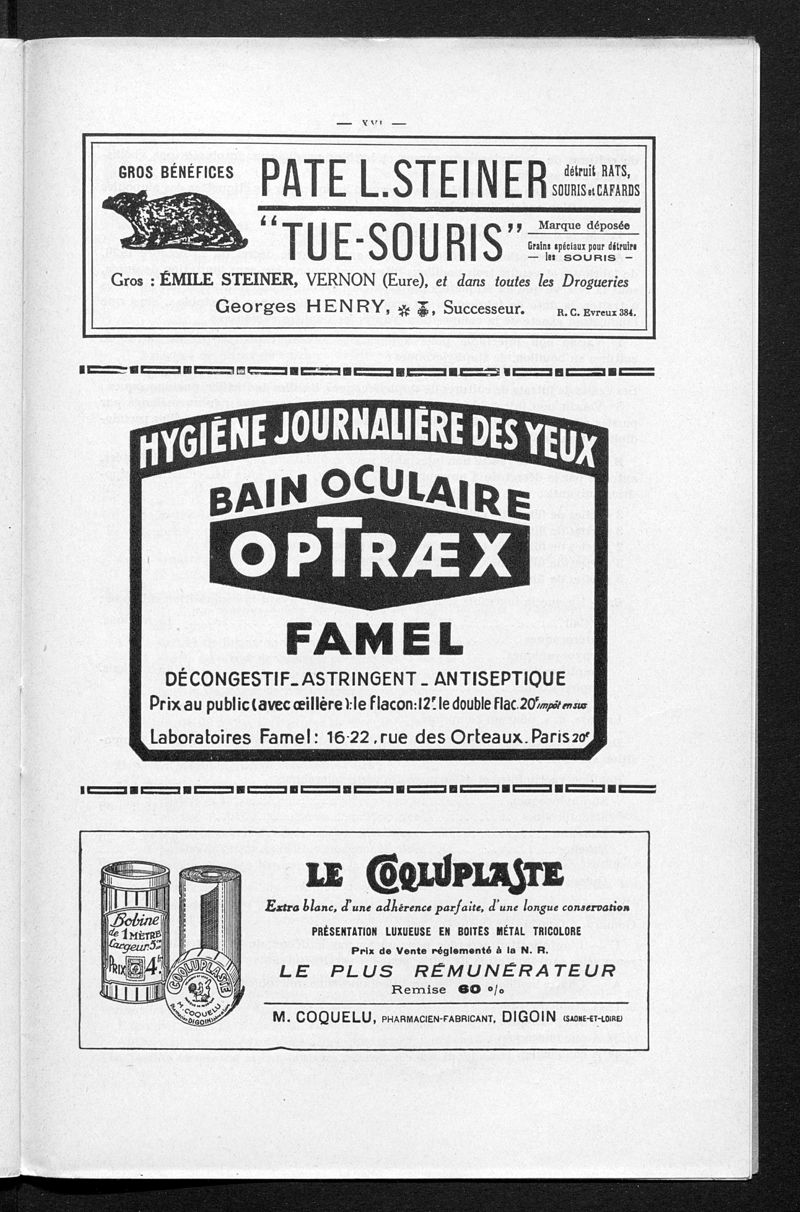 — XVI —
GROS BÉNÉFICES
PATE L. STEINER
détruit RATS,
SOURIS et CAFARDS
"TUE-SOURIS"
Marque déposée
Grains spéciaux pour détruire
— les SOURIS —
Gros : ÉMILE STEINER, VERNON (Eure), et dans toutes les Drogueries
Georges HENRY, Successeur.
R. C. Evreux 384.
HYGIÈNE JOURNALIÈRE DES YEUX
BAIN OCULAIRE
OPTRÆX
FAMEL
DÉCONGESTIF_ASTRINGENT_ANTISEPTIQUE
Prix au public (avec œillère): le flacon: 12F. le double Flac. 20F impôt en sus
Laboratoires Famel: 16-22, rue des Orteaux. Paris 20e
LE COQLUPLASTE
Extra blanc, d'une adhérence parfaite, d'une longue conservation
PRÉSENTATION LUXUEUSE EN BOITES MÉTAL TRICOLORE
Prix de Vente réglementé à la N. R.
LE PLUS RÉMUNÉRATEUR
Remise 60 %
M. COQUELU, PHARMACIEN-FABRICANT, DIGOIN (SAONE-ET-LOIRE)
Bobine
de 1 MÈTRE
Largeur. 5cm
PRIX 4fr
COQLUPLASTE
M. COQUELU
DIGOIN